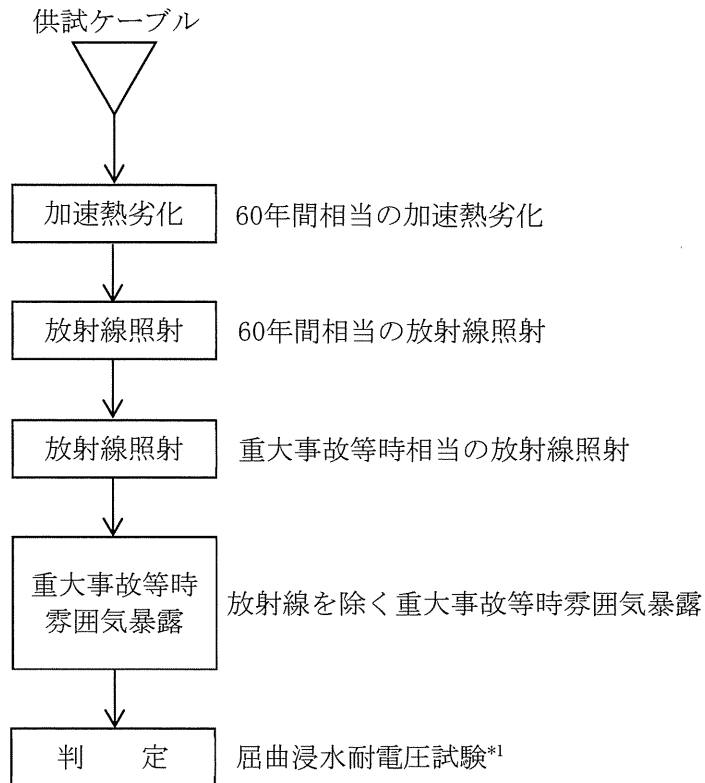 供試ケーブル
加速熱劣化 60年間相当の加速熱劣化
放射線照射 60年間相当の放射線照射
放射線照射 重大事故等時相当の放射線照射
重大事故等時
雰囲気暴露
放射線を除く重大事故等時雰囲気暴露
判 定 屈曲浸水耐電圧試験*1